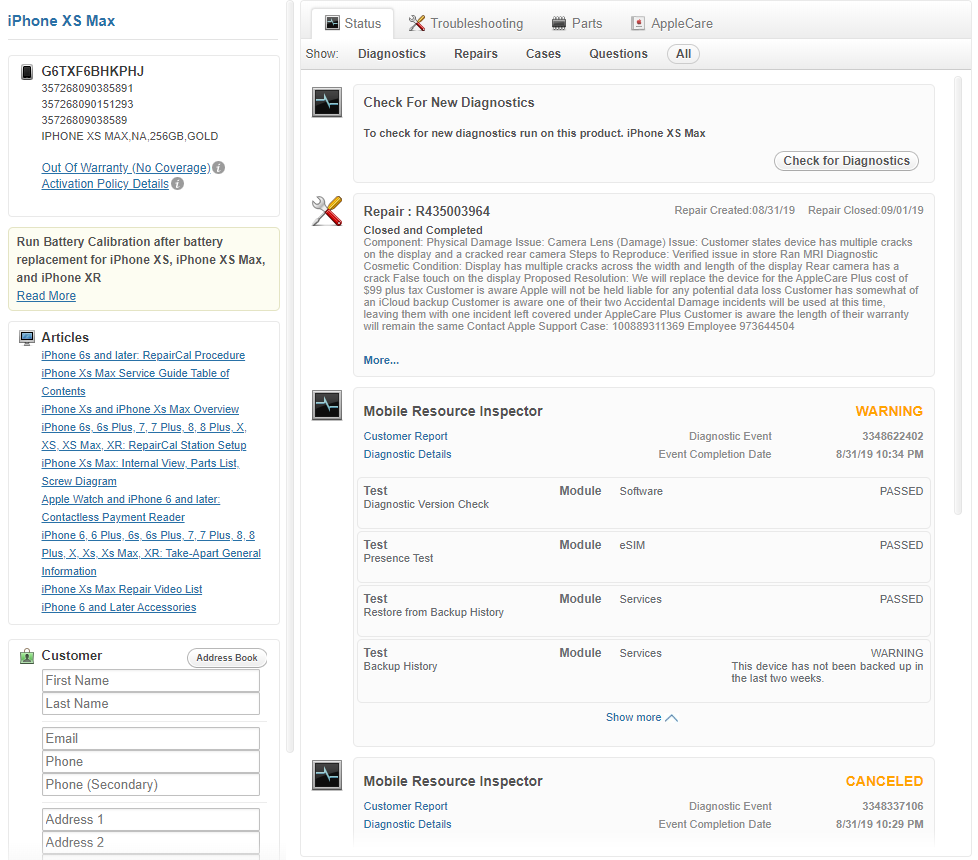 iPhone XS Max
G6TXF6BHKPHJ
357268090385891
357268090151293
35726809038589
IPHONE XS MAX,NA,256GB,GOLD
Out Of Warranty (No Coverage)
Activation Policy Details
Run Battery Calibration after battery
replacement for iPhone XS, iPhone XS Max,
and iPhone XR
Read More
Articles
iPhone 6s and later: RepairCal Procedure
iPhone Xs Max Service Guide Table of
Contents
iPhone Xs and iPhone Xs Max Overview
iPhone 6s, 6s Plus, 7, 7 Plus, 8, 8 Plus, X,
XS, XS Max, XR: RepairCal Station Setup
iPhone Xs Max: Internal View, Parts List,
Screw Diagram
Apple Watch and iPhone 6 and later:
Contactless Payment Reader
iPhone 6, 6 Plus, 6s, 6s Plus, 7, 7 Plus, 8, 8
Plus, X, Xs, Xs Max, XR: Take-Apart General
Information
iPhone Xs Max Repair Video List
iPhone 6 and Later Accessories
Customer
Address Book
First Name
Last Name
Email
Phone
Phone (Secondary)
Address 1
Address 2
Status
Troubleshooting
Parts
AppleCare
Show: Diagnostics Repairs Cases Questions All
Check For New Diagnostics
To check for new diagnostics run on this product. iPhone XS Max
Check for Diagnostics
Repair : R435003964 Repair Created:08/31/19 Repair Closed:09/01/19
Closed and Completed
Component: Physical Damage Issue: Camera Lens (Damage) Issue: Customer states device has multiple cracks
on the display and a cracked rear camera Steps to Reproduce: Verified issue in store Ran MRI Diagnostic
Cosmetic Condition: Display has multiple cracks across the width and length of the display Rear camera has a
crack False touch on the display Proposed Resolution: We will replace the device for the AppleCare Plus cost of
$99 plus tax Customer is aware Apple will not be held liable for any potential data loss Customer has somewhat of
an iCloud backup Customer is aware one of their two Accidental Damage incidents will be used at this time,
leaving them with one incident left covered under AppleCare Plus Customer is aware the length of their warranty
will remain the same Contact Apple Support Case: 100889311369 Employee 973644504
More...
Mobile Resource Inspector WARNING
Customer Report Diagnostic Event 3348622402
Diagnostic Details Event Completion Date 8/31/19 10:34 PM
Test Module Software PASSED
Diagnostic Version Check
Test Module eSIM PASSED
Presence Test
Test Module Services PASSED
Restore from Backup History
Test Module Services WARNING
Backup History This device has not been backed up in
the last two weeks.
Show more
Mobile Resource Inspector CANCELED
Customer Report Diagnostic Event 3348337106
Diagnostic Details Event Completion Date 8/31/19 10:29 PM